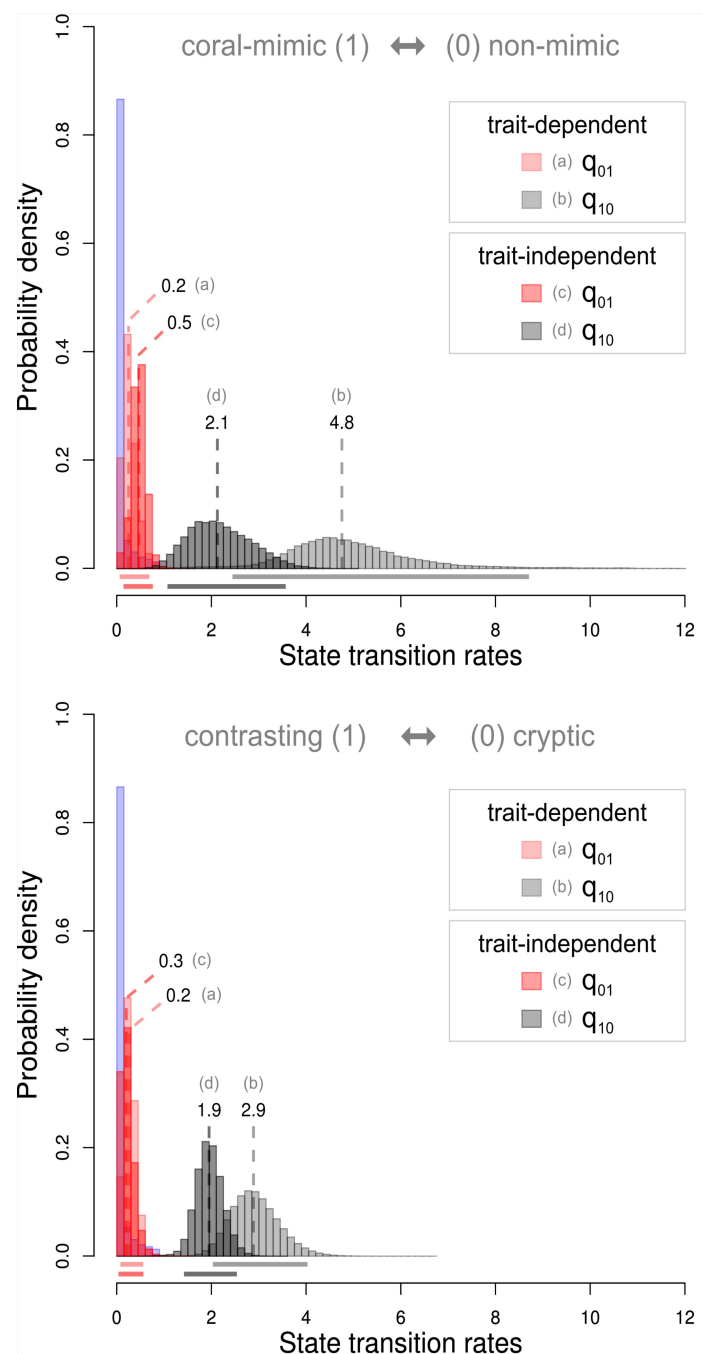 coral-mimic (1) ↔ (0) non-mimic
Probability density
1.0
0.8
0.6
0.4
0.2
0.0
trait-dependent
(a) q01
(b) q10
trait-independent
(c) q01
(d) q10
0.2 (a)
0.5 (c)
(d)
2.1
(b)
4.8
0 2 4 6 8 10 12
State transition rates
contrasting (1) ↔ (0) cryptic
Probability density
1.0
0.8
0.6
0.4
0.2
0.0
trait-dependent
(a) q01
(b) q10
trait-independent
(c) q01
(d) q10
0.3 (c)
0.2 (a)
(d)
1.9
(b)
2.9
0 2 4 6 8 10 12
State transition rates